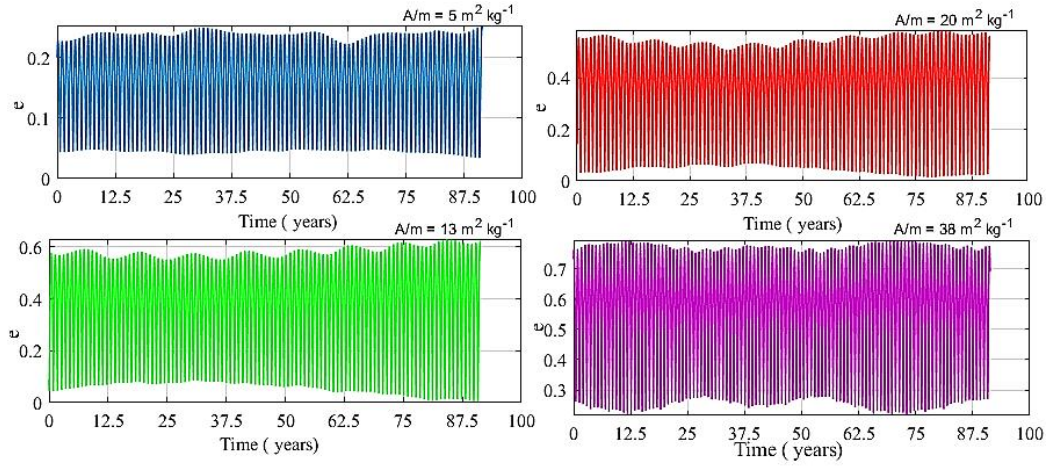 A/m = 5 m² kg⁻¹
0.2
0.1
0
e
0 12.5 25 37.5 50 62.5 75 87.5 100
Time ( years)
A/m = 20 m² kg⁻¹
0.4
0.2
0
e
0 12.5 25 37.5 50 62.5 75 87.5 100
Time ( years)
A/m = 13 m² kg⁻¹
0.6
0.4
0.2
0
e
0 12.5 25 37.5 50 62.5 75 87.5 100
Time ( years)
A/m = 38 m² kg⁻¹
0.7
0.6
0.5
0.4
0.3
e
0 12.5 25 37.5 50 62.5 75 87.5 100
Time ( years)